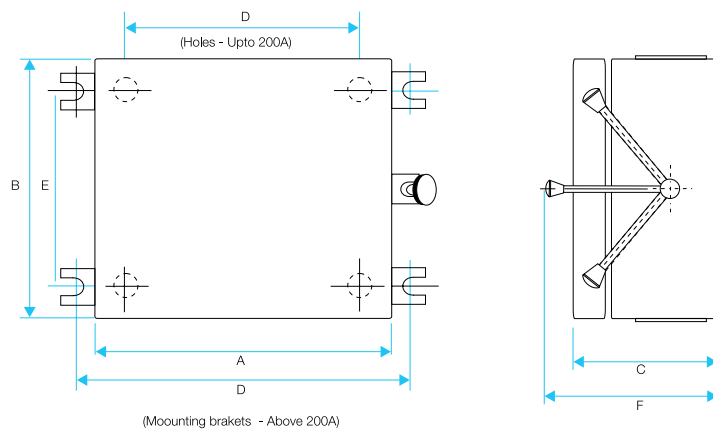 D
(Holes - Upto 200A)
B
E
A
D
(Moounting brakets - Above 200A)
C
F